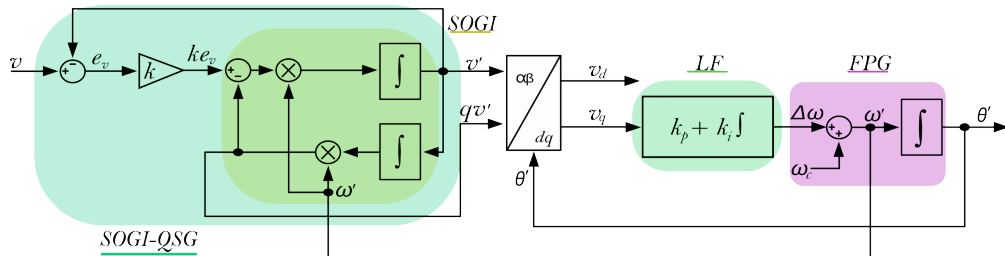 SOGI
v
e_v
k
ke_v
∫
v'
qv'
∫
ω'
SOGI-QSG
αβ
dq
θ'
v_d
v_q
LF
k_p + k_i ∫
FPG
Δω
ω'
ω_c
∫
θ'